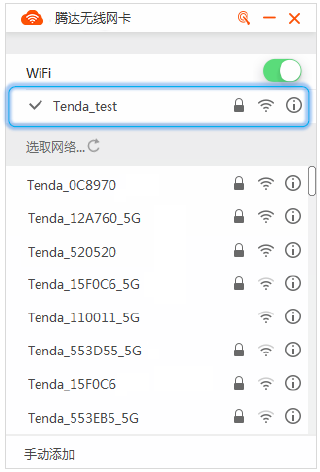 腾达无线网卡
WiFi
Tenda_test
选取网络...
Tenda_0C8970
Tenda_12A760_5G
Tenda_520520
Tenda_15F0C6_5G
Tenda_110011_5G
Tenda_553D55_5G
Tenda_15F0C6
Tenda_553EB5_5G
手动添加